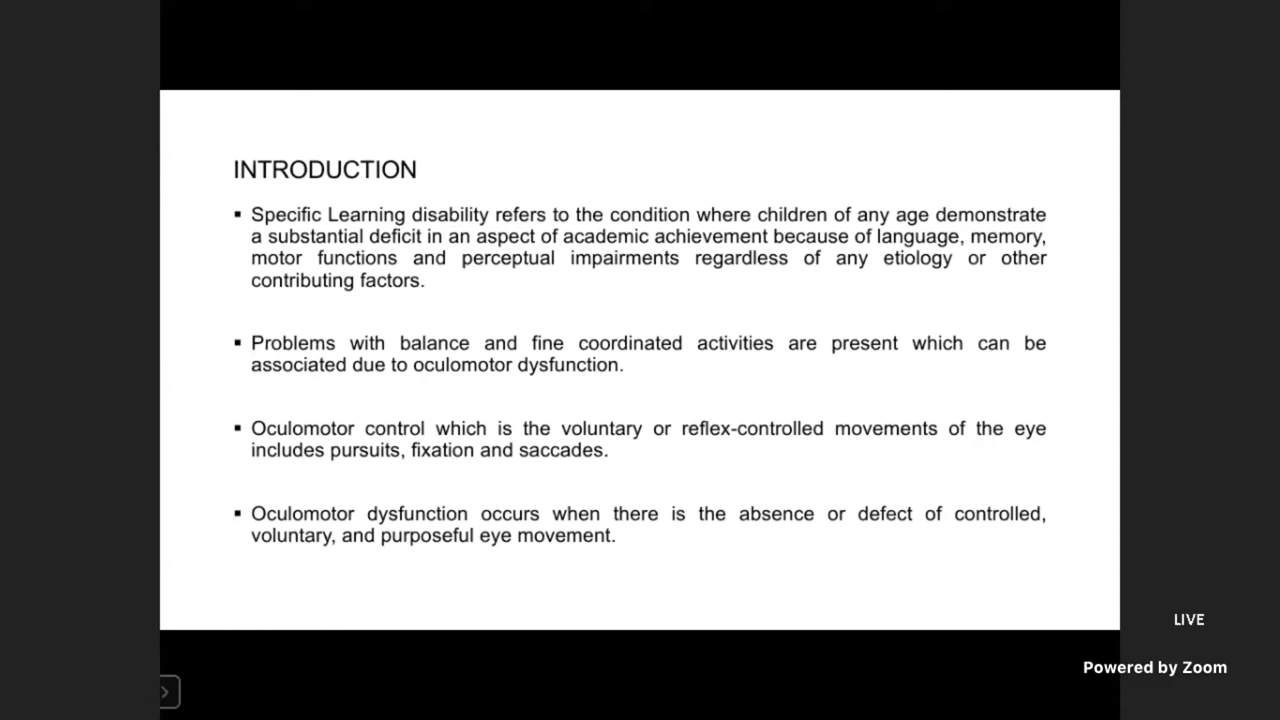 INTRODUCTION
▪ Specific Learning disability refers to the condition where children of any age demonstrate
a substantial deficit in an aspect of academic achievement because of language, memory,
motor functions and perceptual impairments regardless of any etiology or other
contributing factors.
▪ Problems with balance and fine coordinated activities are present which can be
associated due to oculomotor dysfunction.
▪ Oculomotor control which is the voluntary or reflex-controlled movements of the eye
includes pursuits, fixation and saccades.
▪ Oculomotor dysfunction occurs when there is the absence or defect of controlled,
voluntary, and purposeful eye movement.
LIVE
Powered by Zoom